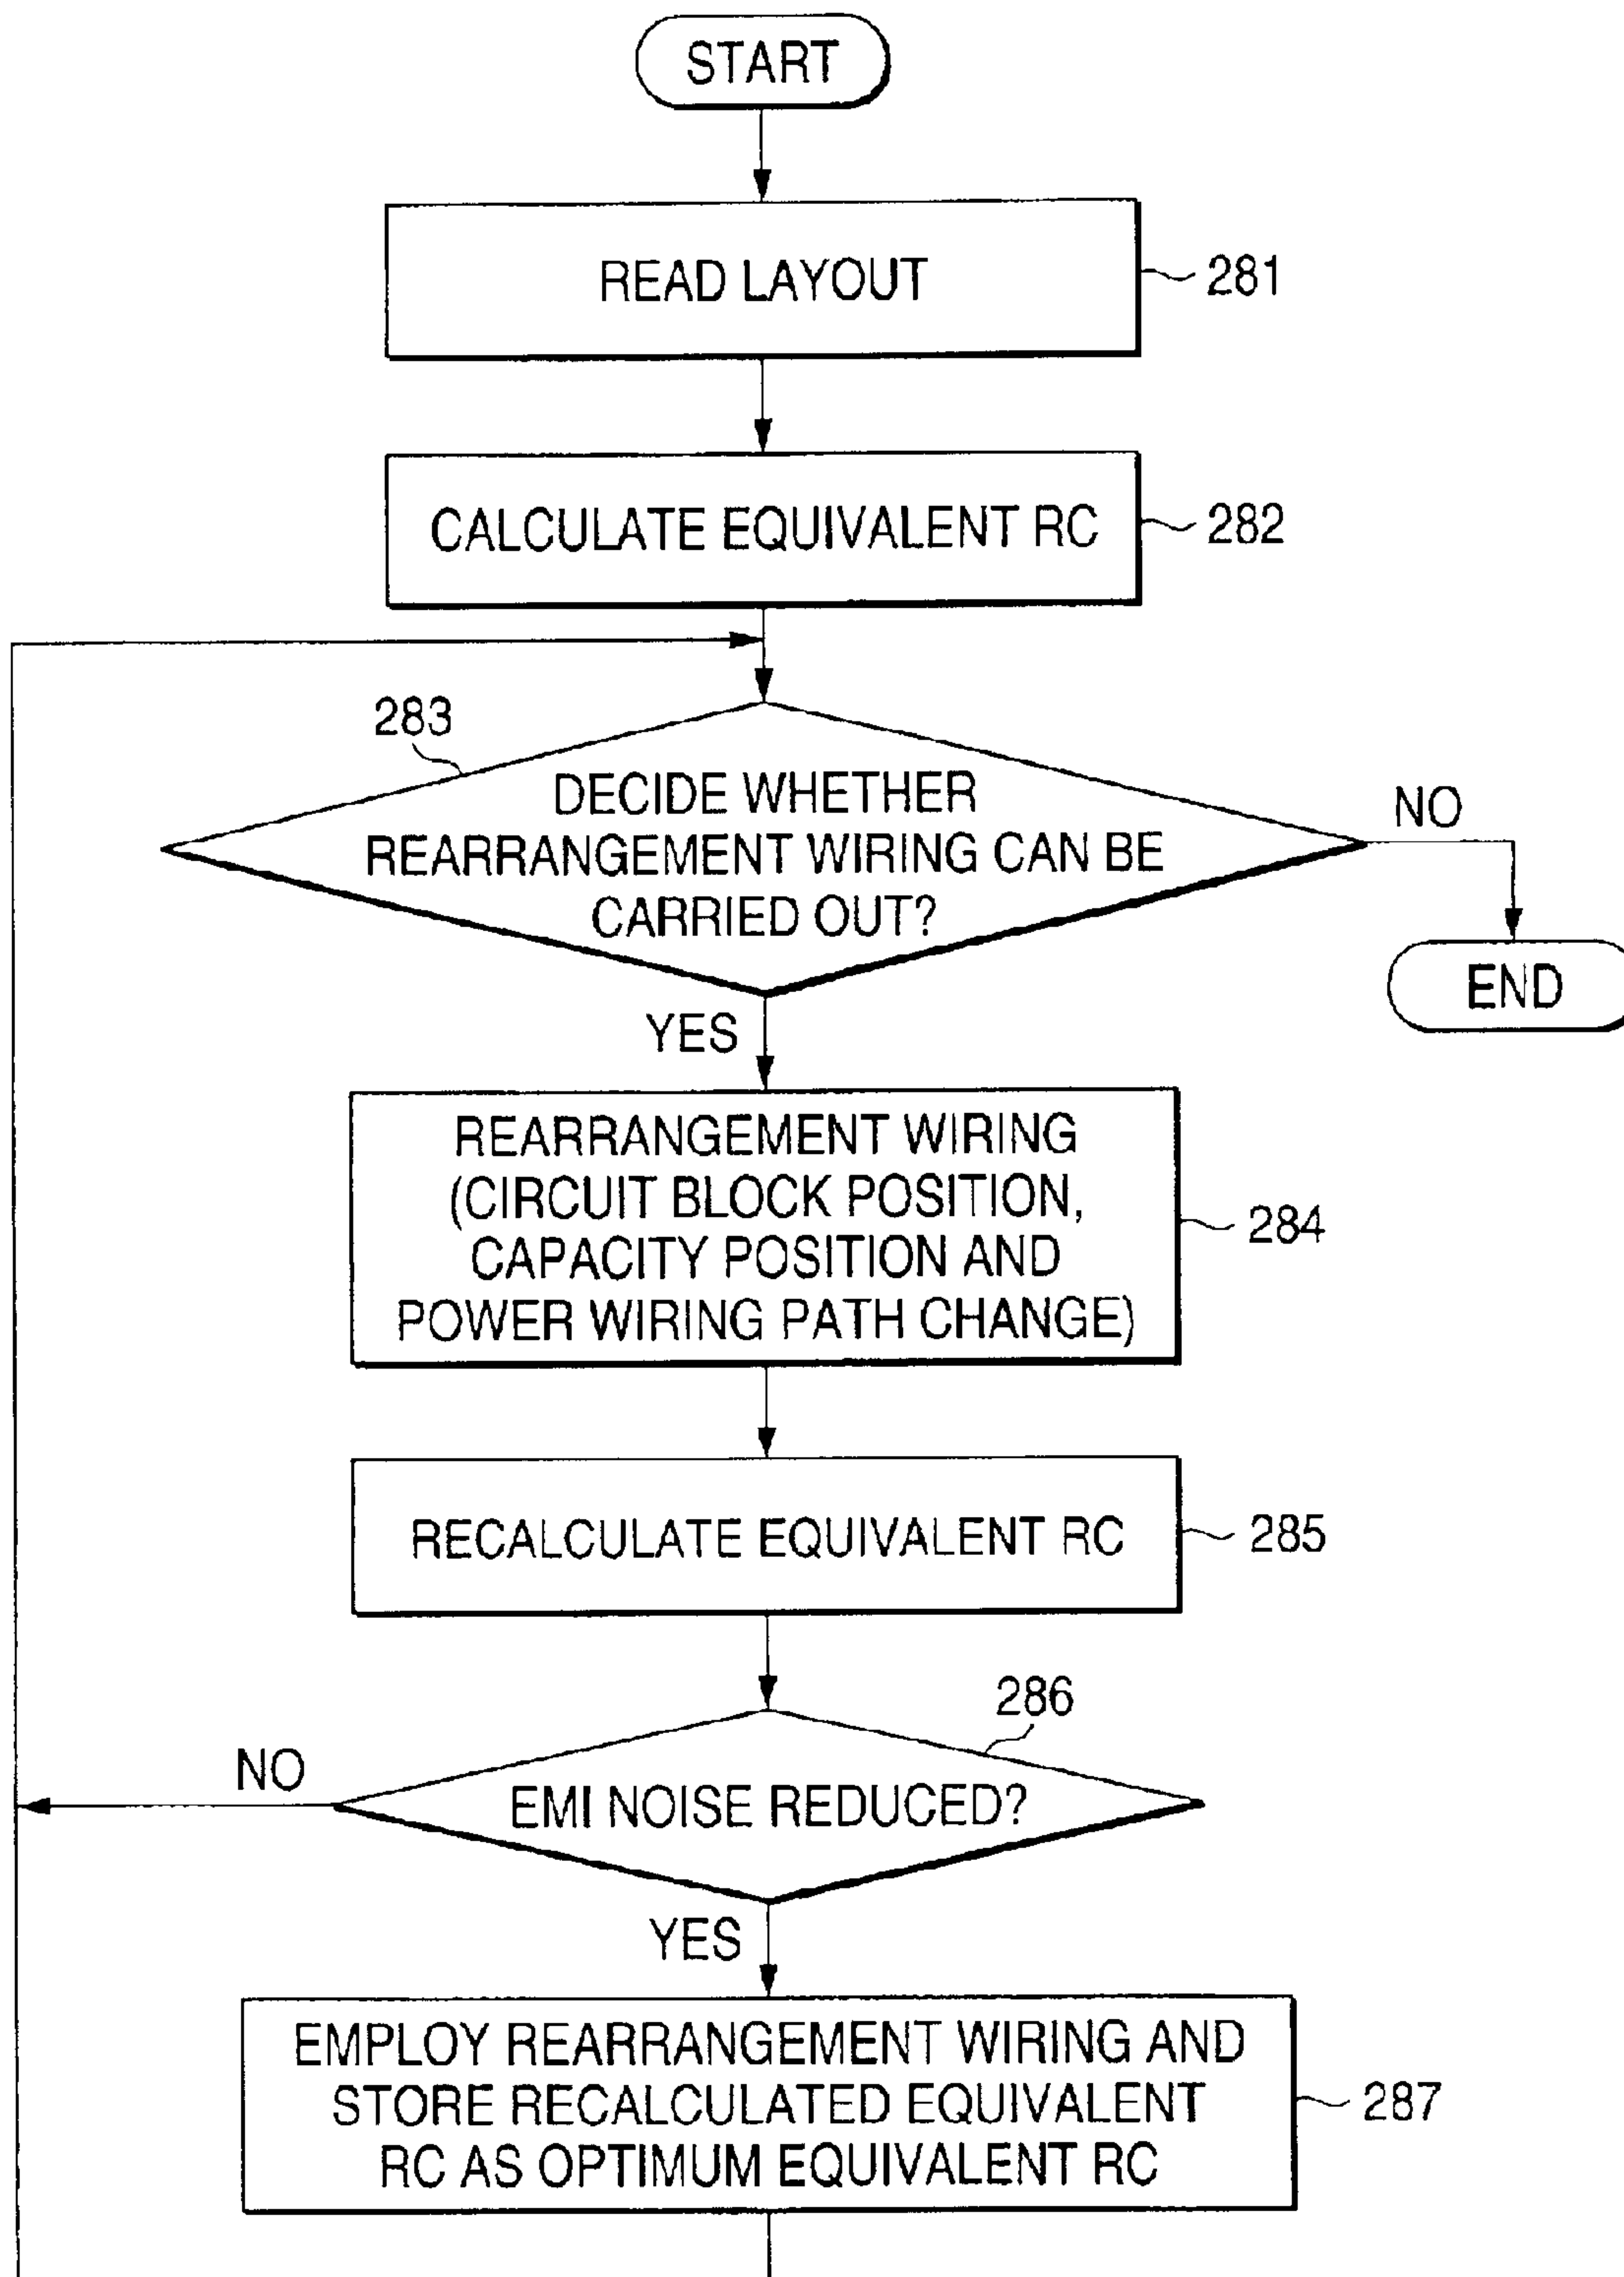 START
READ LAYOUT
281
CALCULATE EQUIVALENT RC
282
283
DECIDE WHETHER
REARRANGEMENT WIRING CAN BE
CARRIED OUT?
NO
END
YES
REARRANGEMENT WIRING
(CIRCUIT BLOCK POSITION,
CAPACITY POSITION AND
POWER WIRING PATH CHANGE)
284
RECALCULATE EQUIVALENT RC
285
286
NO
EMI NOISE REDUCED?
YES
EMPLOY REARRANGEMENT WIRING AND
STORE RECALCULATED EQUIVALENT
RC AS OPTIMUM EQUIVALENT RC
287